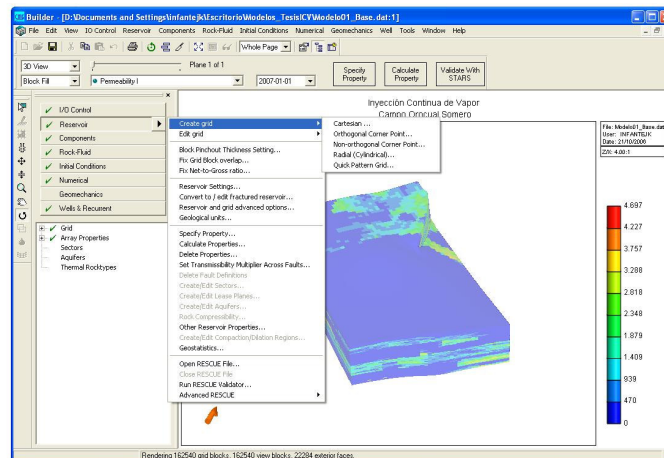 Builder - [D:\Documents and Settings\infantejk\Escritorio\Modelos_Tesis\ICV\Modelo01_Base.dat:1]
File Edit View IO Control Reservoir Components Rock-Fluid Initial Conditions Numerical Geomechanics Well Tools Window Help
Whole Page
3D View
Plane 1 of 1
Block Fill
Permeability I
2007-01-01
Specify Property
Calculate Property
Validate With STARS
I/O Control
Reservoir
Components
Rock-Fluid
Initial Conditions
Numerical
Geomechanics
Wells & Recurrent
Grid
Array Properties
Sectors
Aquifers
Thermal Rocktypes
Create grid
Edit grid
Block Pinchout Thickness Setting...
Fix Grid Block overlap...
Fix Net-to-Gross ratio...
Reservoir Settings...
Convert to / edit fractured reservoir...
Reservoir and grid advanced options...
Geological units...
Specify Property...
Calculate Properties...
Delete Properties...
Set Transmissibility Multiplier Across Faults...
Delete Fault Definitions
Create/Edit Sectors...
Create/Edit Lease Planes...
Create/Edit Aquifers...
Rock Compressibility...
Other Reservoir Properties...
Create/Edit Compaction/Dilation Regions...
Geostatistics...
Open RESCUE File...
Close RESCUE File
Run RESCUE Validator...
Advanced RESCUE
Cartesian ...
Orthogonal Corner Point...
Non-orthogonal Corner Point...
Radial (Cylindrical)...
Quick Pattern Grid...
Inyección Continua de Vapor
Campo Orocual Somero
File: Modelo01_Base.dat
User: INFANTEJK
Date: 21/10/2006
Z/X: 4.00:1
4.697
4.227
3.757
3.288
2.818
2.348
1.879
1.409
939
470
0
Rendering 162540 grid blocks, 162540 view blocks, 22284 exterior faces.